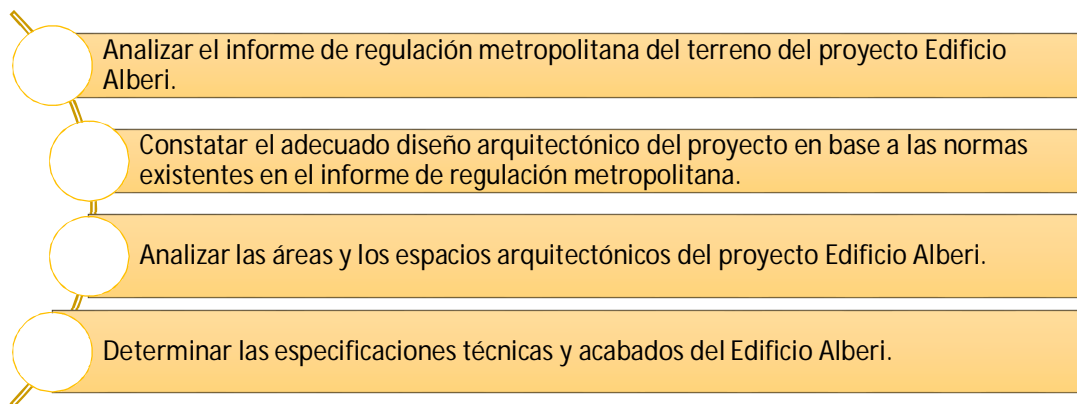 Analizar el informe de regulación metropolitana del terreno del proyecto Edificio
Alberi.
Constatar el adecuado diseño arquitectónico del proyecto en base a las normas
existentes en el informe de regulación metropolitana.
Analizar las áreas y los espacios arquitectónicos del proyecto Edificio Alberi.
Determinar las especificaciones técnicas y acabados del Edificio Alberi.